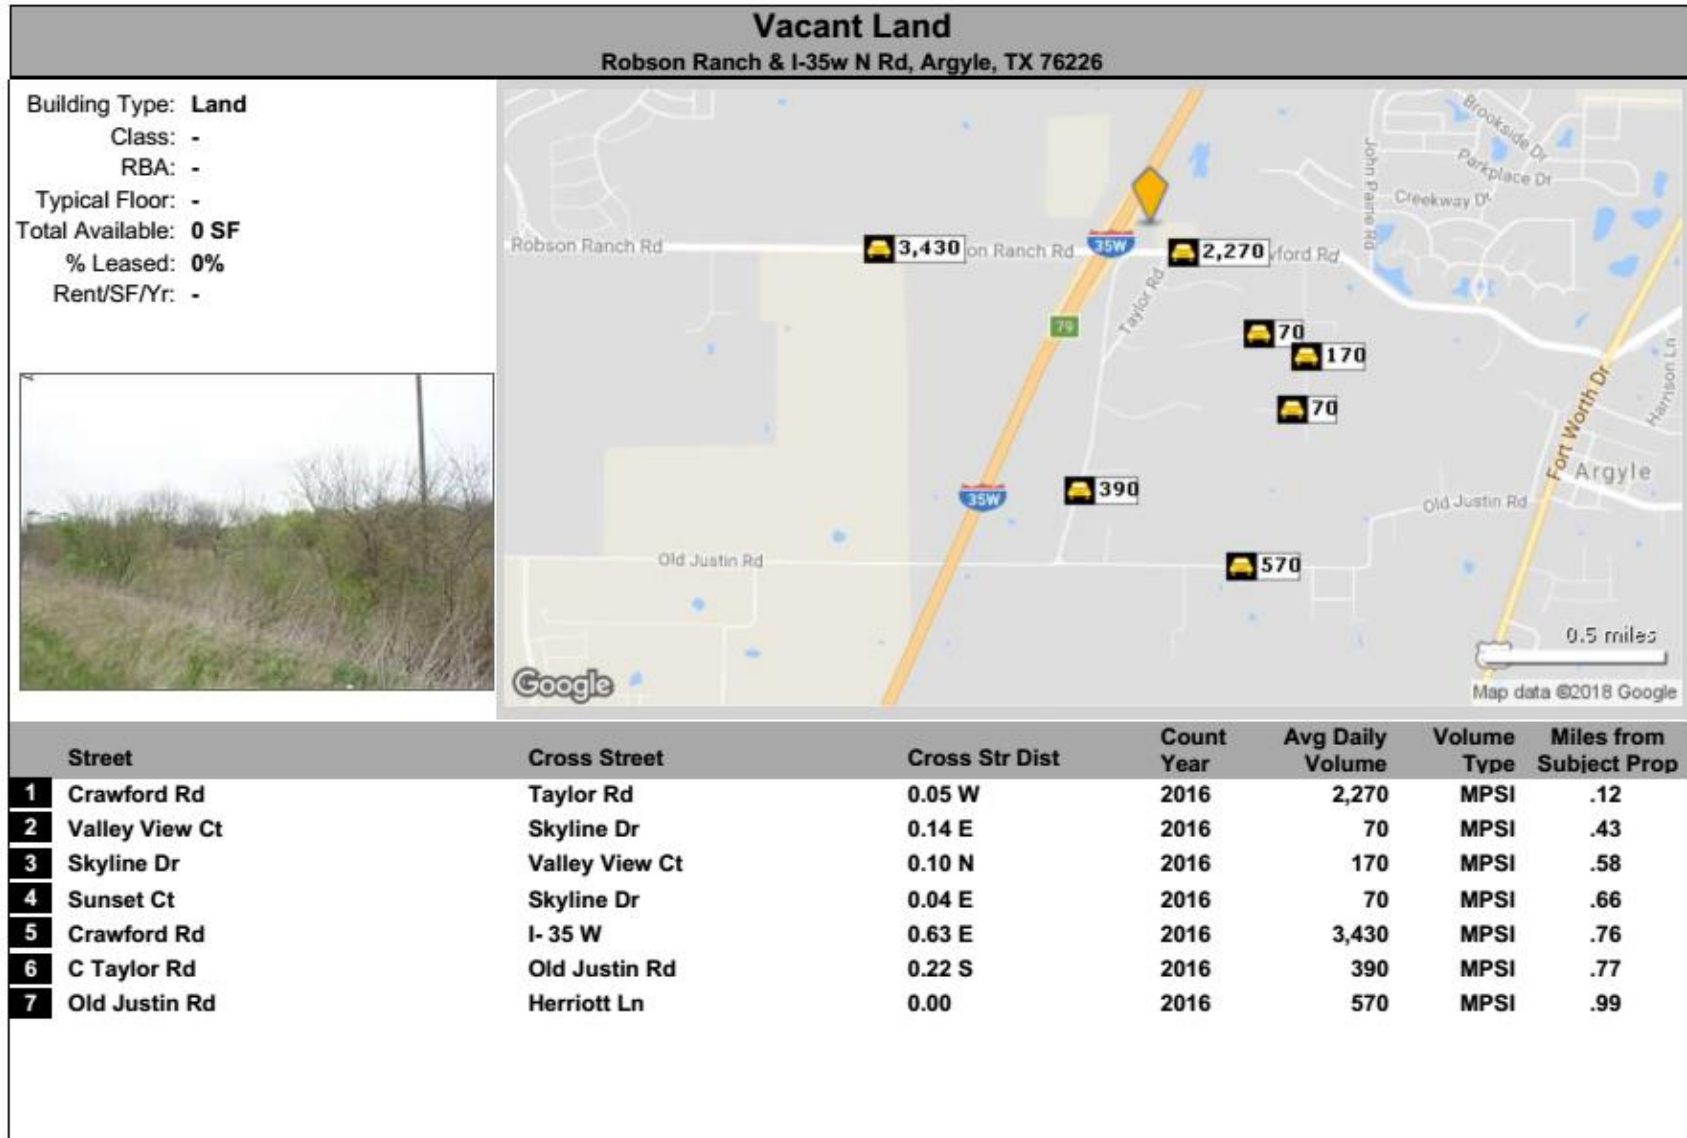 Vacant Land
Robson Ranch & I-35w N Rd, Argyle, TX 76226
Building Type: Land
Class: -
RBA: -
Typical Floor: -
Total Available: 0 SF
% Leased: 0%
Rent/SF/Yr: -
Brookside Dr
Parkplace Dr
Creekway Dr
John Paine Rd
Robson Ranch Rd
3,430
on Ranch Rd
35W
2,270
wford Rd
Taylor Rd
79
70
170
70
Harrison Ln
Fort Worth Dr
Argyle
390
35W
Old Justin Rd
Old Justin Rd
570
0.5 miles
Google
Map data ©2018 Google
Street Cross Street Cross Str Dist Count Year Avg Daily Volume Volume Type Miles from Subject Prop
1 Crawford Rd Taylor Rd 0.05 W 2016 2,270 MPSI .12
2 Valley View Ct Skyline Dr 0.14 E 2016 70 MPSI .43
3 Skyline Dr Valley View Ct 0.10 N 2016 170 MPSI .58
4 Sunset Ct Skyline Dr 0.04 E 2016 70 MPSI .66
5 Crawford Rd I- 35 W 0.63 E 2016 3,430 MPSI .76
6 C Taylor Rd Old Justin Rd 0.22 S 2016 390 MPSI .77
7 Old Justin Rd Herriott Ln 0.00 2016 570 MPSI .99